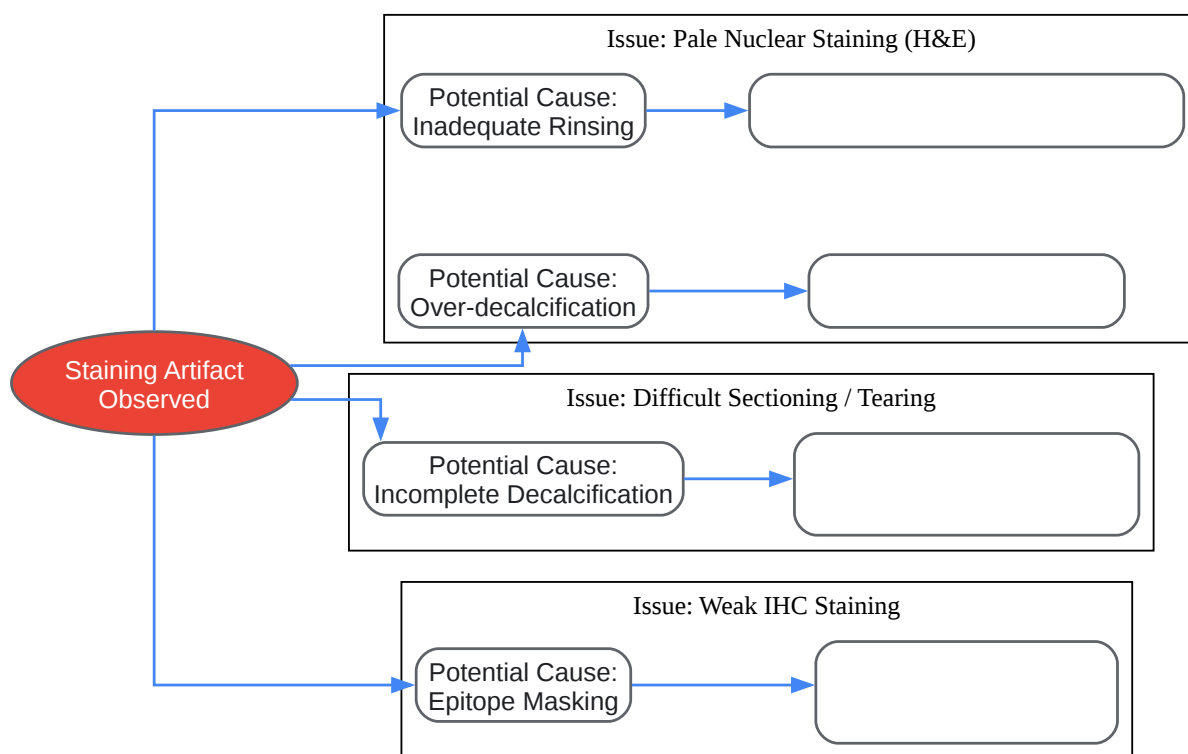 Issue: Pale Nuclear Staining (H&E)
Potential Cause:
Inadequate Rinsing
Potential Cause:
Over-decalcification
Staining Artifact
Observed
Issue: Difficult Sectioning / Tearing
Potential Cause:
Incomplete Decalcification
Issue: Weak IHC Staining
Potential Cause:
Epitope Masking